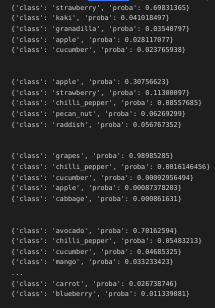 {'class': 'strawberry', 'proba': 0.69831365}
{'class': 'kaki', 'proba': 0.041018497}
{'class': 'granadilla', 'proba': 0.03540797}
{'class': 'apple', 'proba': 0.028117077}
{'class': 'cucumber', 'proba': 0.023765938}
{'class': 'apple', 'proba': 0.30756623}
{'class': 'strawberry', 'proba': 0.11300097}
{'class': 'chilli_pepper', 'proba': 0.08557685}
{'class': 'pecan_nut', 'proba': 0.06269299}
{'class': 'raddish', 'proba': 0.056767352}
{'class': 'grapes', 'proba': 0.98985285}
{'class': 'chilli_pepper', 'proba': 0.0016146456}
{'class': 'cucumber', 'proba': 0.00092956494}
{'class': 'apple', 'proba': 0.00087378203}
{'class': 'cabbage', 'proba': 0.000861631}
{'class': 'avocado', 'proba': 0.70162594}
{'class': 'chilli_pepper', 'proba': 0.05483213}
{'class': 'cucumber', 'proba': 0.04685325}
{'class': 'mango', 'proba': 0.033233423}
...
{'class': 'carrot', 'proba': 0.026738746}
{'class': 'blueberry', 'proba': 0.011339081}